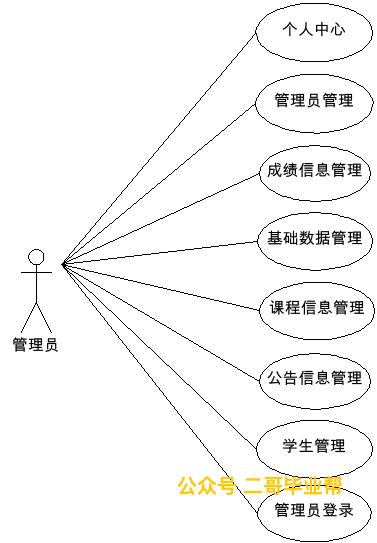 个人中心
管理员管理
成绩信息管理
基础数据管理
管理员
课程信息管理
公告信息管理
学生管理
公众号 二哥毕业帮
管理员登录